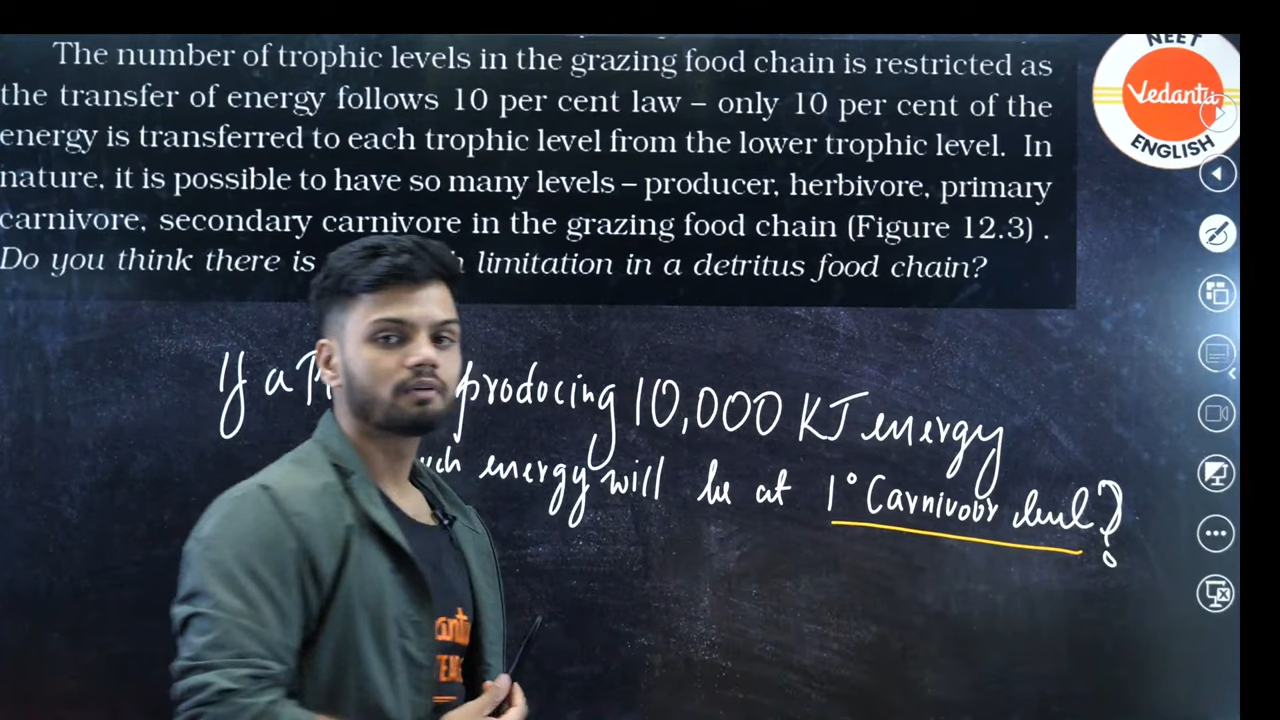 The number of trophic levels in the grazing food chain is restricted as
the transfer of energy follows 10 per cent law – only 10 per cent of the
energy is transferred to each trophic level from the lower trophic level. In
nature, it is possible to have so many levels – producer, herbivore, primary
carnivore, secondary carnivore in the grazing food chain (Figure 12.3) .
Do you think there is limitation in a detritus food chain?
NEET
Vedantu
ENGLISH
If a producing 10,000 KJ energy
energy will be at 1° Carnivour level?